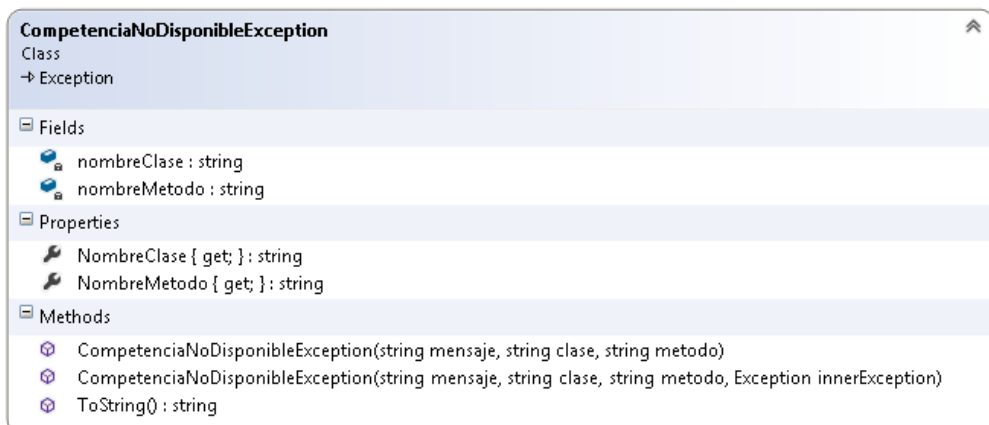 CompetenciaNoDisponibleException
Class
Exception
Fields
nombreClase : string
nombreMetodo : string
Properties
NombreClase { get; } : string
NombreMetodo { get; } : string
Methods
CompetenciaNoDisponibleException(string mensaje, string clase, string metodo)
CompetenciaNoDisponibleException(string mensaje, string clase, string metodo, Exception innerException)
ToString() : string